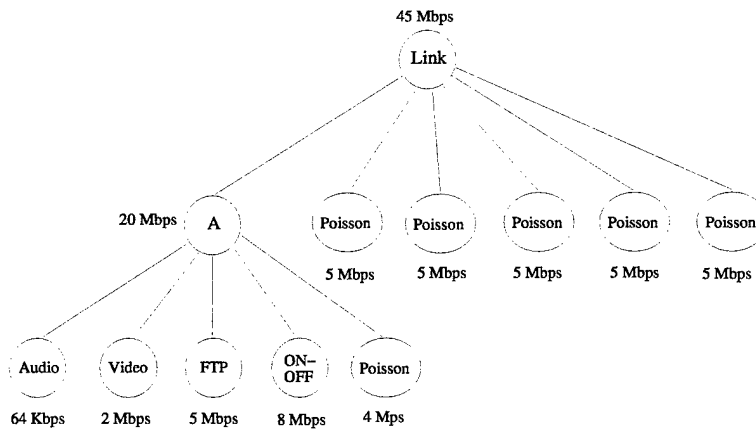 45 Mbps
Link
20 Mbps
A
Poisson
Poisson
Poisson
Poisson
Poisson
5 Mbps
5 Mbps
5 Mbps
5 Mbps
5 Mbps
Audio
Video
FTP
ON–
OFF
Poisson
64 Kbps
2 Mbps
5 Mbps
8 Mbps
4 Mps